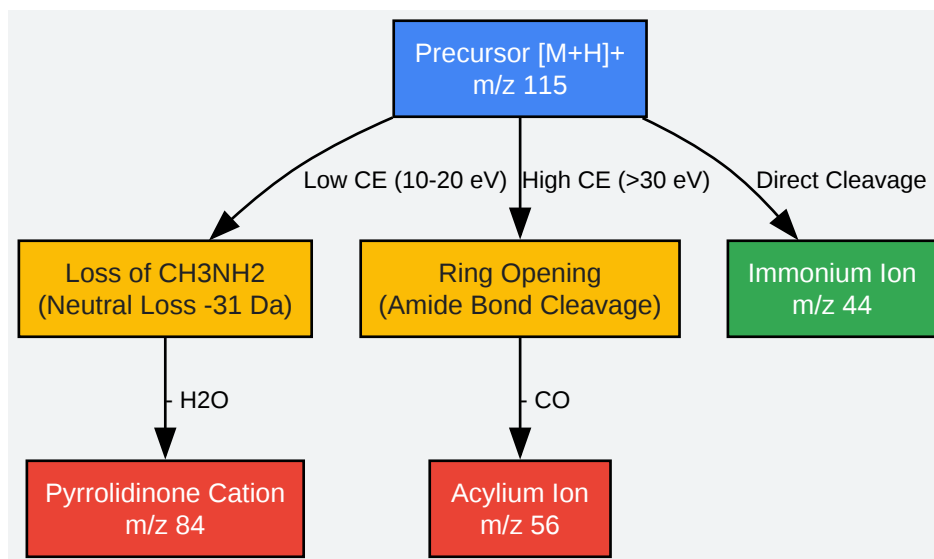 Precursor [M+H]+
m/z 115
Low CE (10-20 eV)
High CE (>30 eV)
Direct Cleavage
Loss of CH3NH2
(Neutral Loss -31 Da)
Ring Opening
(Amide Bond Cleavage)
Immonium Ion
m/z 44
- H2O
- CO
Pyrrolidinone Cation
m/z 84
Acylium Ion
m/z 56